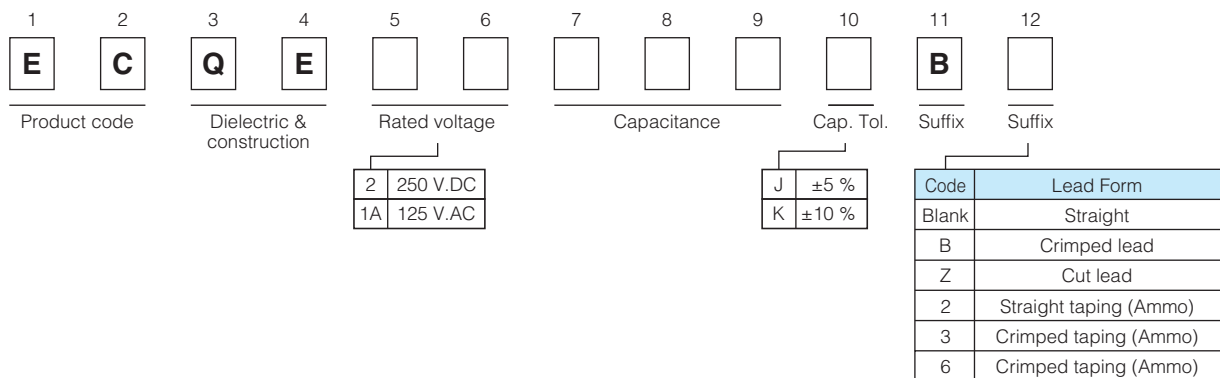 1 2 3 4 5 6 7 8 9 10 11 12
E C Q E B
Product code Dielectric & Rated voltage Capacitance Cap. Tol. Suffix Suffix
construction
2 250 V.DC J ±5 % Code Lead Form
1A 125 V.AC K ±10 % Blank Straight
B Crimped lead
Z Cut lead
2 Straight taping (Ammo)
3 Crimped taping (Ammo)
6 Crimped taping (Ammo)